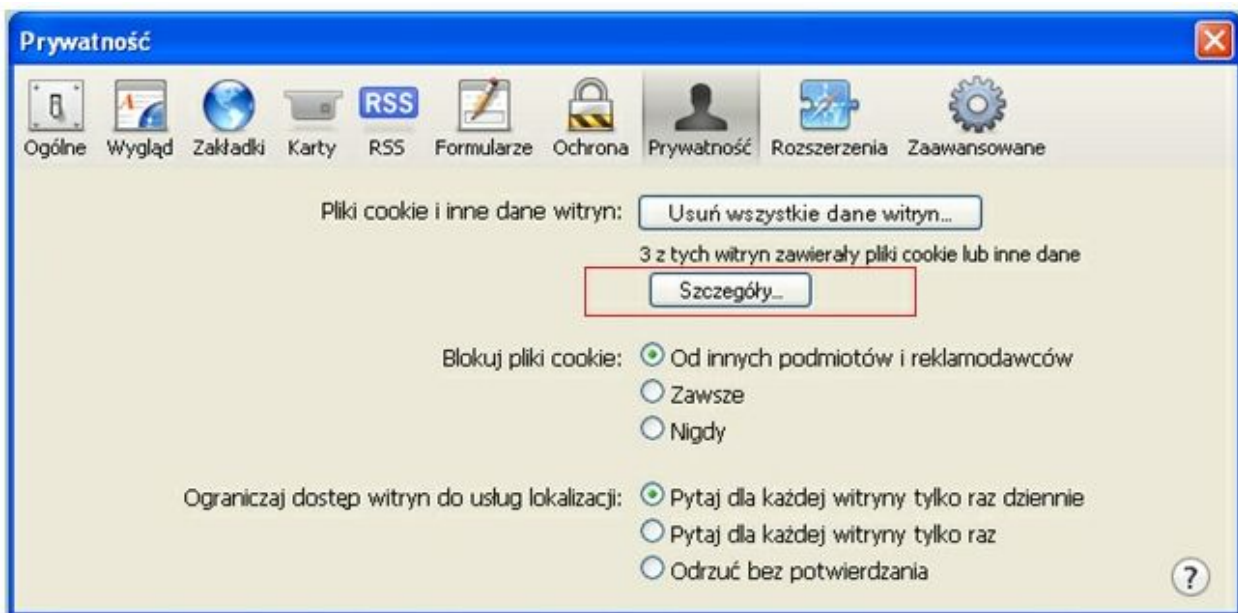 Prywatność
Ogólne Wygląd Zakładki Karty RSS RSS Formularze Ochrona Prywatność Rozszerzenia Zaawansowane
Pliki cookie i inne dane witryn: Usuń wszystkie dane witryn...
3 z tych witryn zawierały pliki cookie lub inne dane
Szczegóły...
Blokuj pliki cookie: Od innych podmiotów i reklamodawców
Zawsze
Nigdy
Ograniczaj dostęp witryn do usług lokalizacji: Pytaj dla każdej witryny tylko raz dziennie
Pytaj dla każdej witryny tylko raz
Odrzuć bez potwierdzania
?